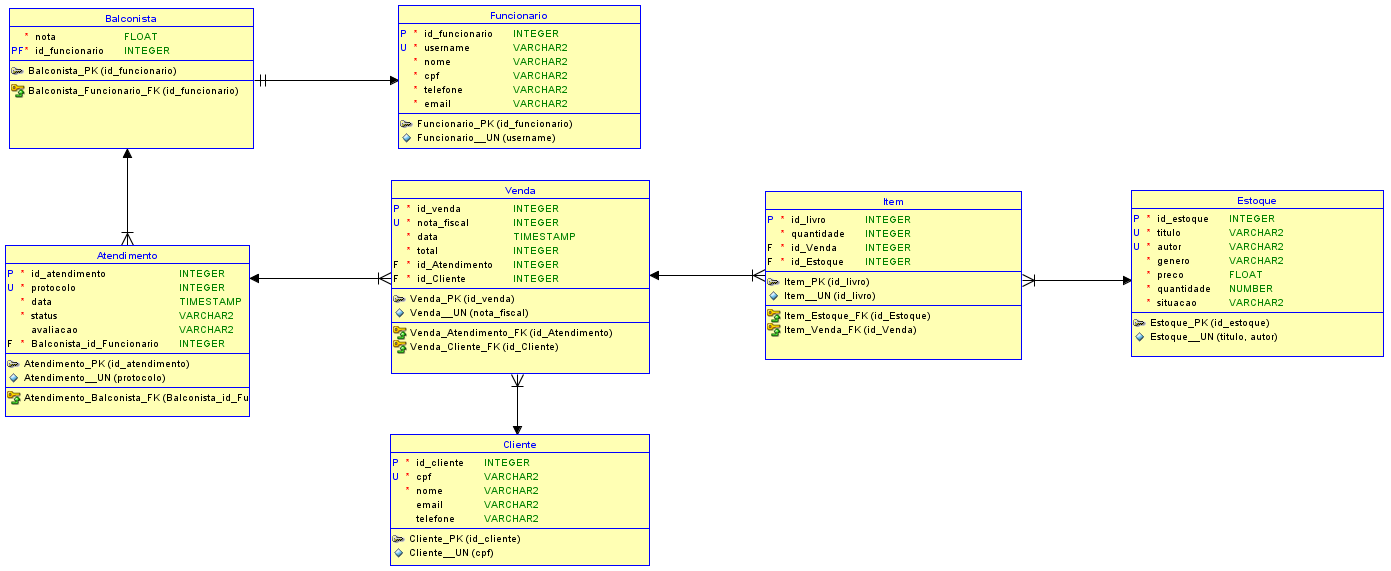 Balconista
* nota FLOAT
PF* id_funcionario INTEGER
Balconista_PK (id_funcionario)
Balconista_Funcionario_FK (id_funcionario)
Funcionario
P * id_funcionario INTEGER
U * username VARCHAR2
* nome VARCHAR2
* cpf VARCHAR2
* telefone VARCHAR2
* email VARCHAR2
Funcionario_PK (id_funcionario)
Funcionario__UN (username)
Atendimento
P * id_atendimento INTEGER
U * protocolo INTEGER
* data TIMESTAMP
* status VARCHAR2
avaliacao VARCHAR2
F * Balconista_id_Funcionario INTEGER
Atendimento_PK (id_atendimento)
Atendimento__UN (protocolo)
Atendimento_Balconista_FK (Balconista_id_Fu
Venda
P * id_venda INTEGER
U * nota_fiscal INTEGER
* data TIMESTAMP
* total INTEGER
F * id_Atendimento INTEGER
F * id_Cliente INTEGER
Venda_PK (id_venda)
Venda__UN (nota_fiscal)
Venda_Atendimento_FK (id_Atendimento)
Venda_Cliente_FK (id_Cliente)
Item
P * id_livro INTEGER
* quantidade INTEGER
F * id_Venda INTEGER
F * id_Estoque INTEGER
Item_PK (id_livro)
Item__UN (id_livro)
Item_Estoque_FK (id_Estoque)
Item_Venda_FK (id_Venda)
Estoque
P * id_estoque INTEGER
U * titulo VARCHAR2
U * autor VARCHAR2
* genero VARCHAR2
* preco FLOAT
* quantidade NUMBER
* situacao VARCHAR2
Estoque_PK (id_estoque)
Estoque__UN (titulo, autor)
Cliente
P * id_cliente INTEGER
U * cpf VARCHAR2
* nome VARCHAR2
email VARCHAR2
telefone VARCHAR2
Cliente_PK (id_cliente)
Cliente__UN (cpf)